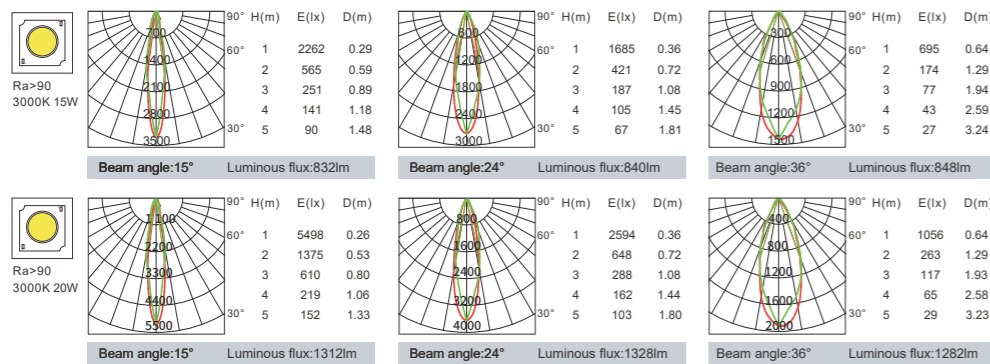 90° H(m) E(lx) D(m)
700
60° 1 2262 0.29
1400
2 565 0.59
2100
3 251 0.89
2800
4 141 1.18
3500
30° 5 90 1.48
Ra>90
3000K 15W
Beam angle:15° Luminous flux:832lm
90° H(m) E(lx) D(m)
600
60° 1 1685 0.36
1200
2 421 0.72
1800
3 187 1.08
2400
4 105 1.45
3000
30° 5 67 1.81
Beam angle:24° Luminous flux:840lm
90° H(m) E(lx) D(m)
300
60° 1 695 0.64
600
2 174 1.29
900
3 77 1.94
1200
4 43 2.59
1500
30° 5 27 3.24
Beam angle:36° Luminous flux:848lm
90° H(m) E(lx) D(m)
1100
60° 1 5498 0.26
2200
2 1375 0.53
3300
3 610 0.80
4400
4 219 1.06
5500
30° 5 152 1.33
Ra>90
3000K 20W
Beam angle:15° Luminous flux:1312lm
90° H(m) E(lx) D(m)
800
60° 1 2594 0.36
1600
2 648 0.72
2400
3 288 1.08
3200
4 162 1.44
4000
30° 5 103 1.80
Beam angle:24° Luminous flux:1328lm
90° H(m) E(lx) D(m)
400
60° 1 1056 0.64
800
2 263 1.29
1200
3 117 1.93
1600
4 65 2.58
2000
30° 5 29 3.23
Beam angle:36° Luminous flux:1282lm